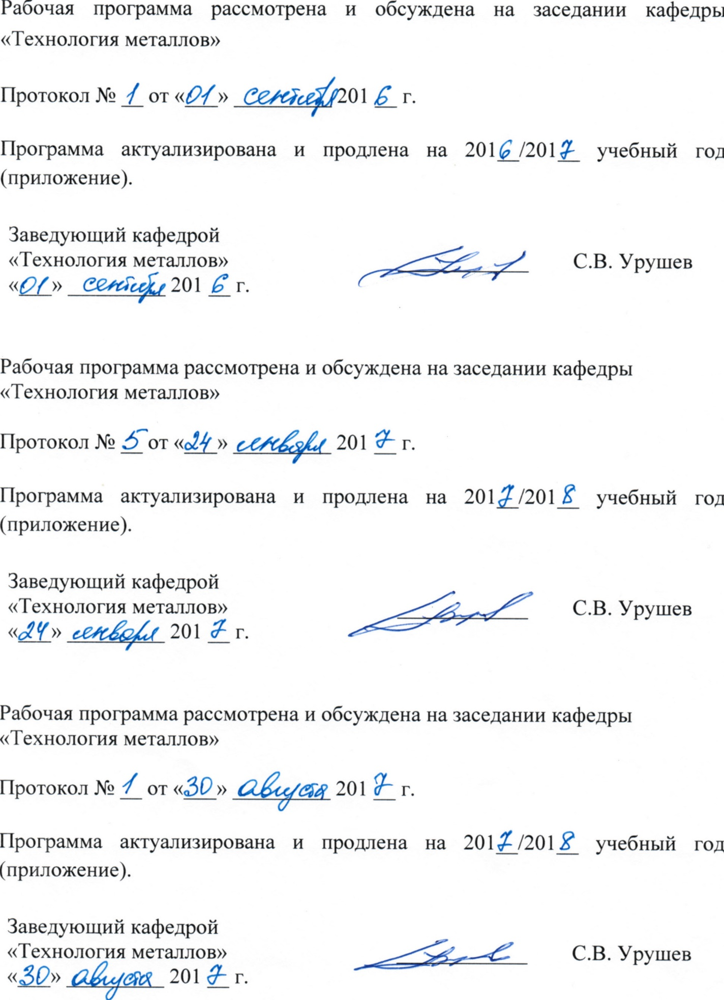 Рабочая программа рассмотрена и обсуждена на заседании кафедры
«Технология металлов»
Протокол № 1 от «01» сентября 2016 г.
Программа актуализирована и продлена на 2016/2017 учебный год
(приложение).
Заведующий кафедрой
«Технология металлов» С.В. Урушев
«01» сентября 2016 г.
Рабочая программа рассмотрена и обсуждена на заседании кафедры
«Технология металлов»
Протокол № 5 от «24» января 2017 г.
Программа актуализирована и продлена на 2017/2018 учебный год
(приложение).
Заведующий кафедрой
«Технология металлов» С.В. Урушев
«24» января 2017 г.
Рабочая программа рассмотрена и обсуждена на заседании кафедры
«Технология металлов»
Протокол № 1 от «30» августа 2017 г.
Программа актуализирована и продлена на 2017/2018 учебный год
(приложение).
Заведующий кафедрой
«Технология металлов» С.В. Урушев
«30» августа 2017 г.